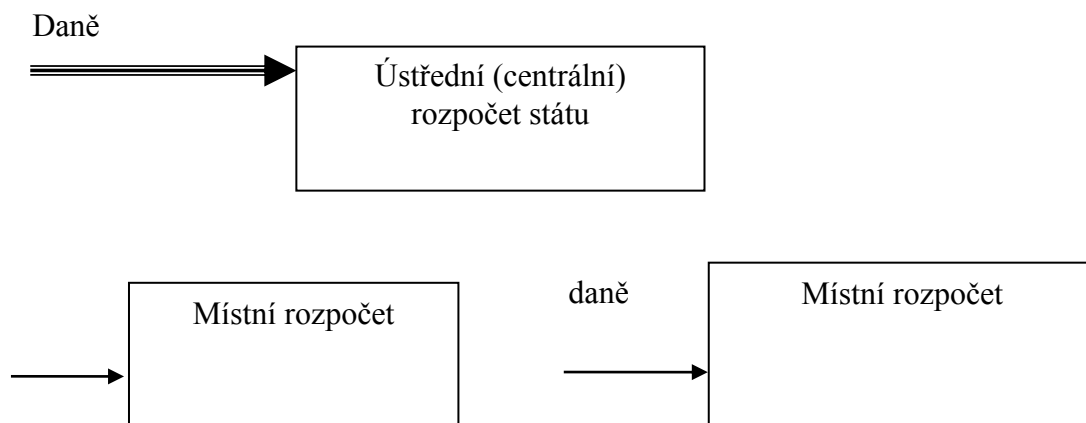 Daně
Ústřední (centrální)
rozpočet státu
Místní rozpočet
daně
Místní rozpočet